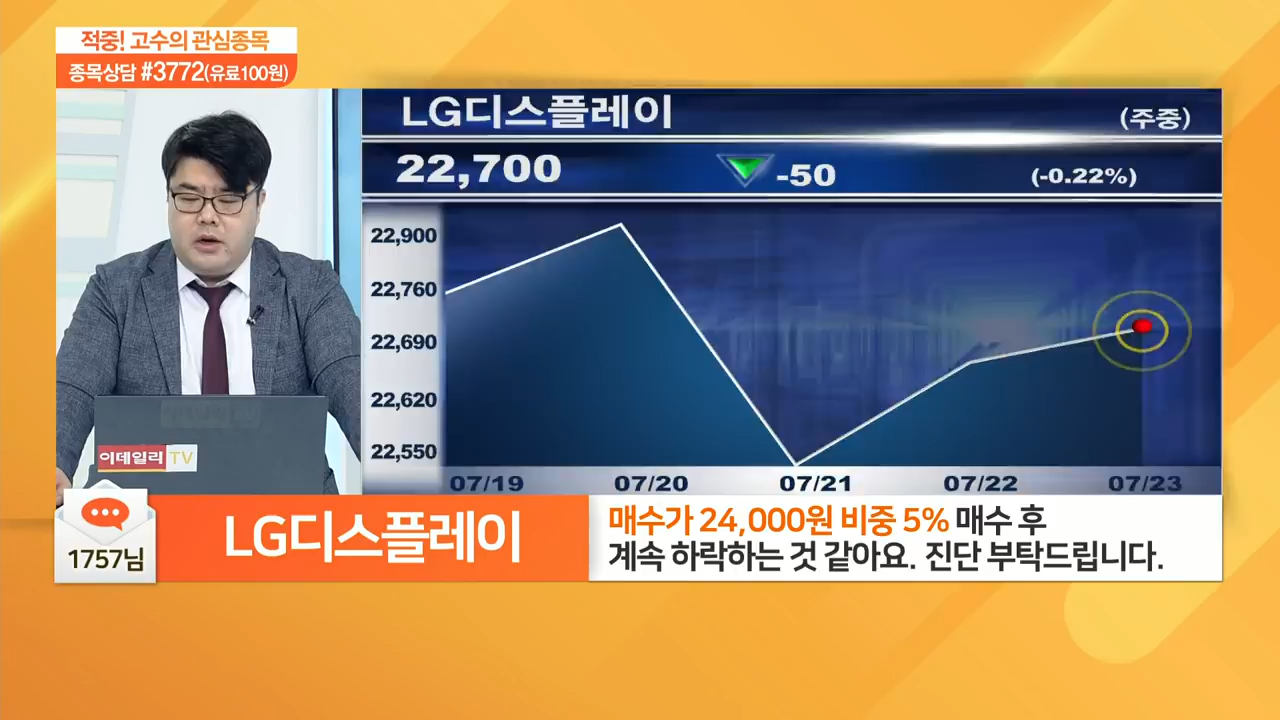 적중! 고수의 관심종목
종목상담 #3772(유료100원)
LG디스플레이
(주중)
22,700
-50
(-0.22%)
22,900
22,760
22,690
22,620
22,550
07/19
07/20
07/21
07/22
07/23
이데일리TV
1757님
LG디스플레이
매수가 24,000원 비중 5% 매수 후
계속 하락하는 것 같아요. 진단 부탁드립니다.